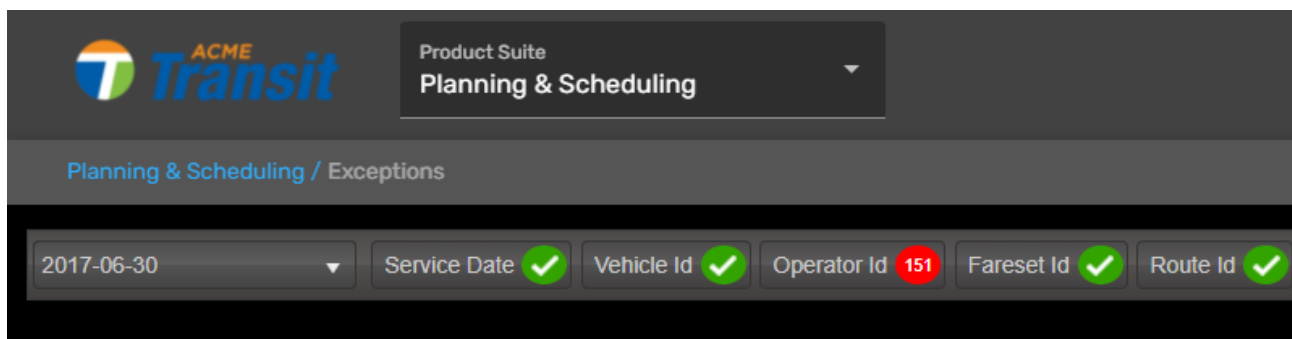 ACME
Transit
Product Suite
Planning & Scheduling
Planning & Scheduling / Exceptions
2017-06-30 Service Date Vehicle Id Operator Id 151 Fareset Id Route Id